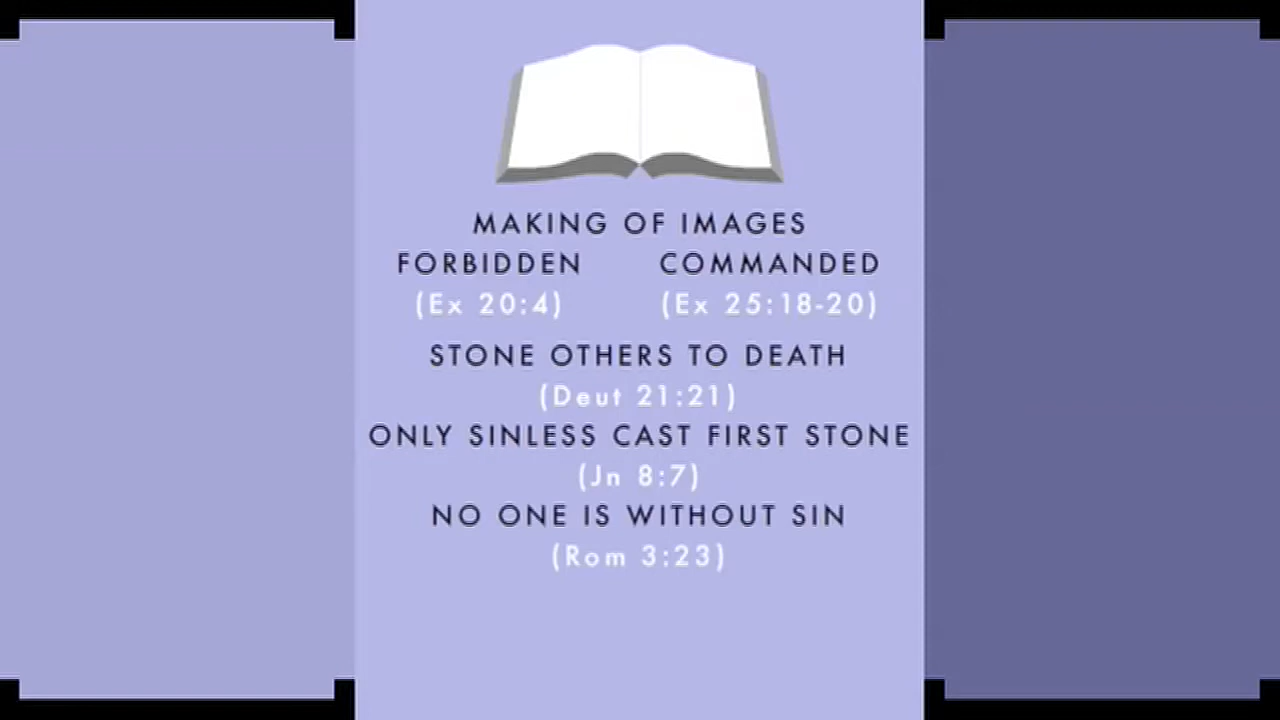 MAKING OF IMAGES
FORBIDDEN COMMANDED
(Ex 20:4) (Ex 25:18-20)
STONE OTHERS TO DEATH
(Deut 21:21)
ONLY SINLESS CAST FIRST STONE
(Jn 8:7)
NO ONE IS WITHOUT SIN
(Rom 3:23)